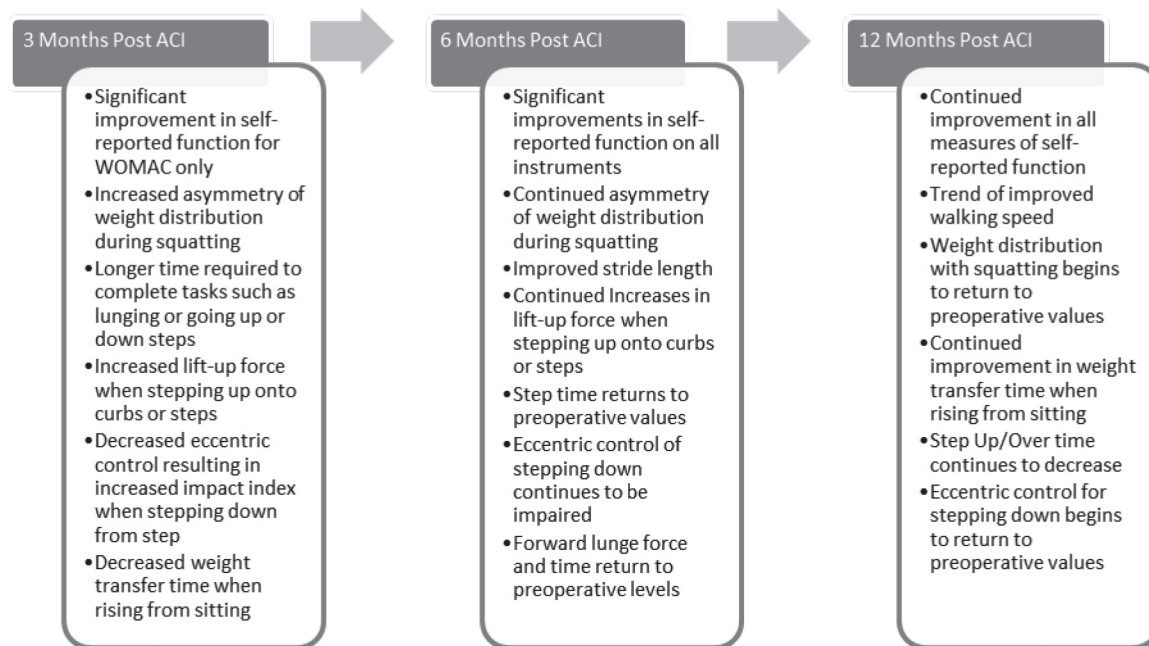 3 Months Post ACI
•Significant
improvement in self-
reported function for
WOMAC only
•Increased asymmetry of
weight distribution
during squatting
•Longer time required to
complete tasks such as
lunging or going up or
down steps
•Increased lift-up force
when stepping up onto
curbs or steps
•Decreased eccentric
control resulting in
increased impact index
when stepping down
from step
•Decreased weight
transfer time when
rising from sitting
6 Months Post ACI
•Significant
improvements in self-
reported function on all
instruments
•Continued asymmetry
of weight distribution
during squatting
•Improved stride length
•Continued Increases in
lift-up force when
stepping up onto curbs
or steps
•Step time returns to
preoperative values
•Eccentric control of
stepping down
continues to be
impaired
•Forward lunge force
and time return to
preoperative levels
12 Months Post ACI
•Continued
improvement in all
measures of self-
reported function
•Trend of improved
walking speed
•Weight distribution
with squatting begins
to return to
preoperative values
•Continued
improvement in weight
transfer time when
rising from sitting
•Step Up/Over time
continues to decrease
•Eccentric control for
stepping down begins
to return to
preoperative values